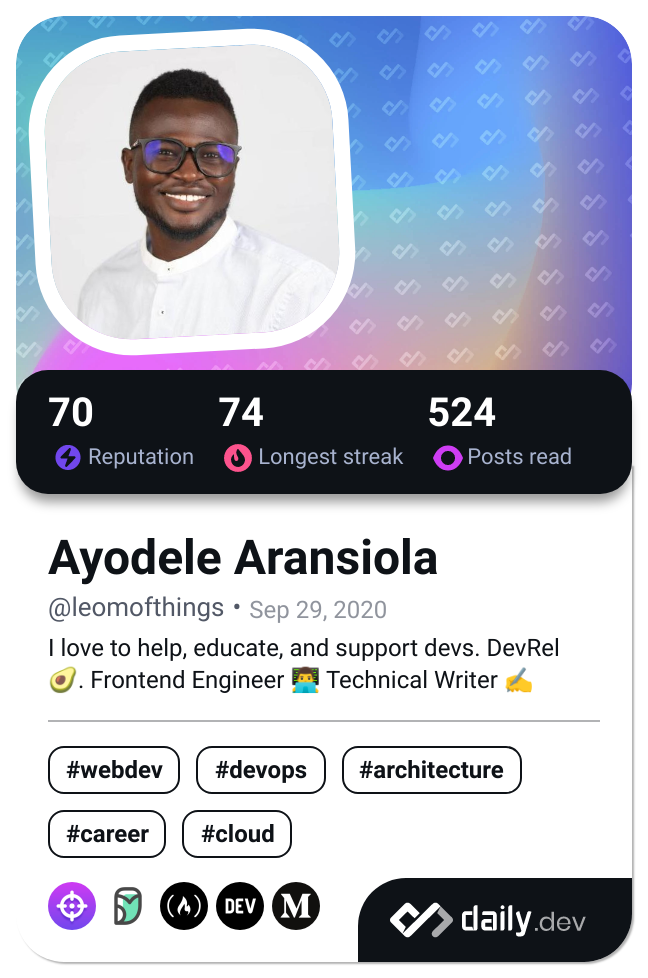 70 74 524
Reputation Longest streak Posts read
Ayodele Aransiola
@leomofthings • Sep 29, 2020
I love to help, educate, and support devs. DevRel
🥑. Frontend Engineer 👨‍💻 Technical Writer ✍️
#webdev #devops #architecture
#career #cloud
DEV M daily.dev